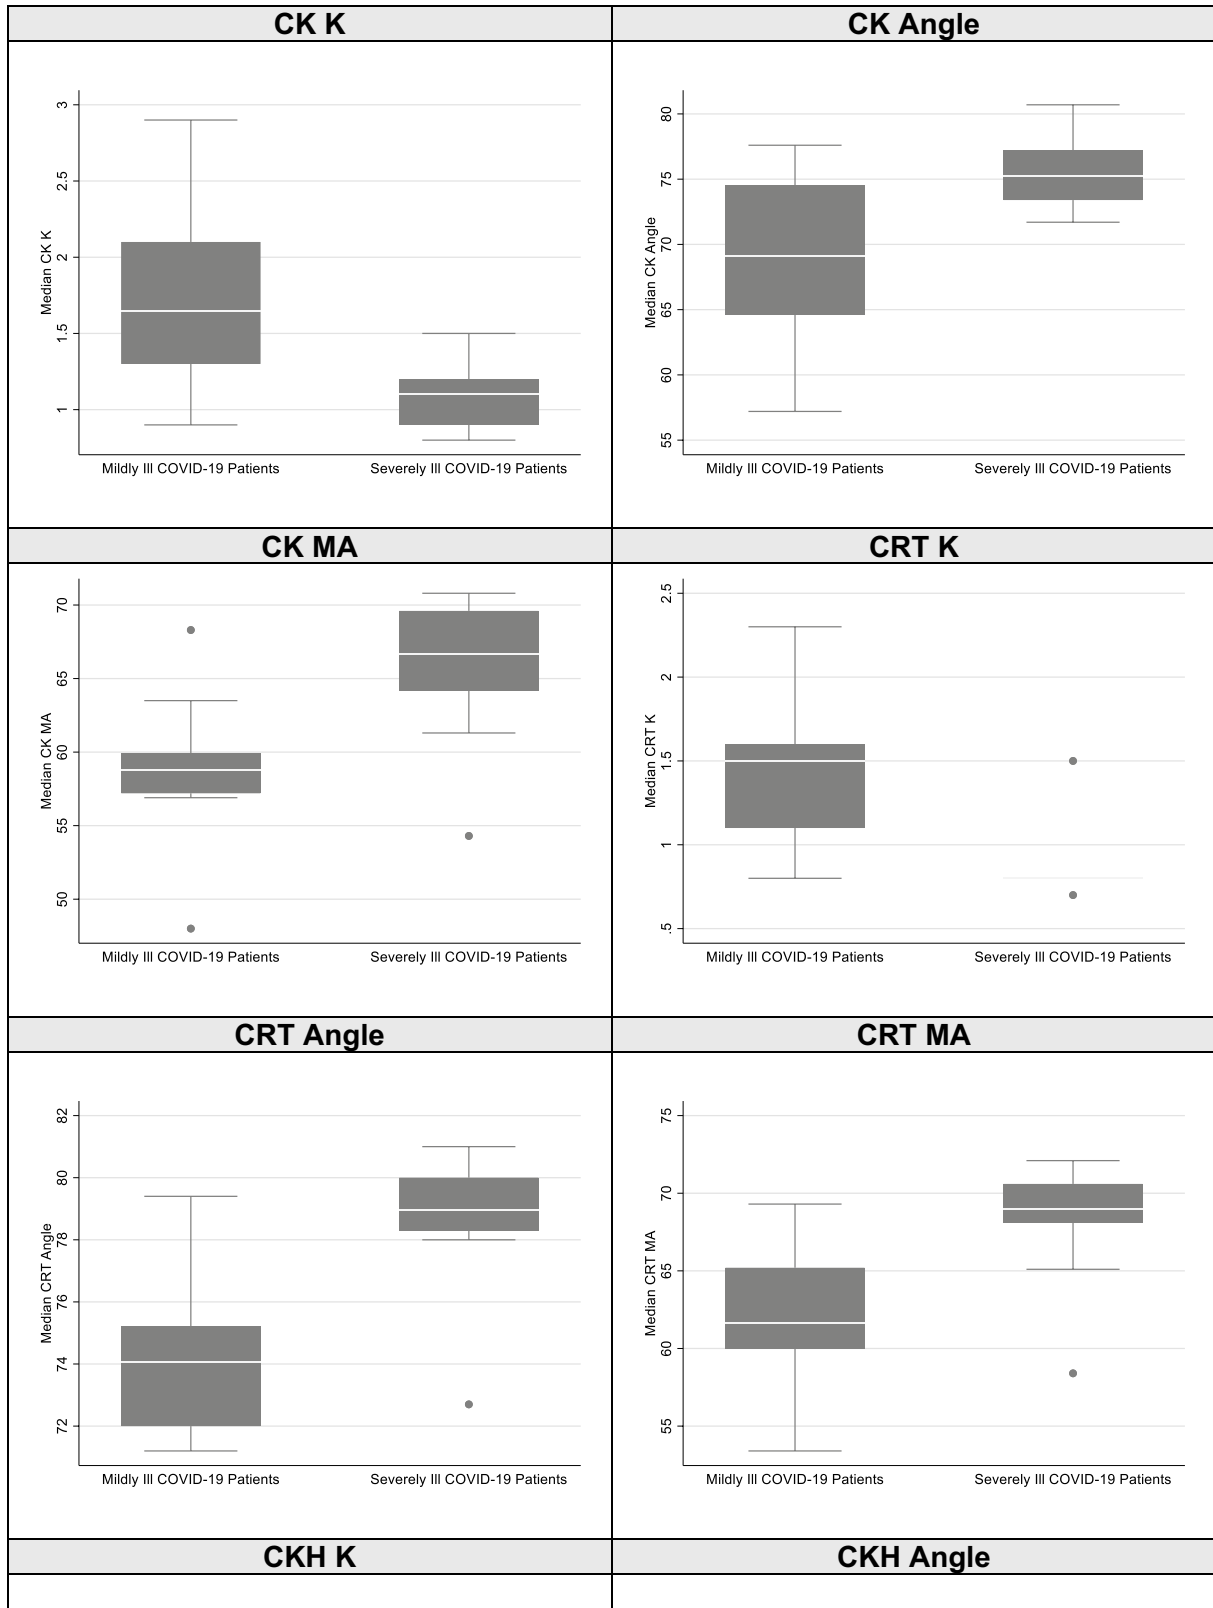 CK K
CK Angle
3
2.5
2
1.5
1
Median CK K
Mildly Ill COVID-19 Patients
Severely Ill COVID-19 Patients
80
75
70
65
60
55
Median CK Angle
Mildly Ill COVID-19 Patients
Severely Ill COVID-19 Patients
CK MA
CRT K
70
65
60
55
50
Median CK MA
Mildly Ill COVID-19 Patients
Severely Ill COVID-19 Patients
2.5
2
1.5
1
.5
Median CRT K
Mildly Ill COVID-19 Patients
Severely Ill COVID-19 Patients
CRT Angle
CRT MA
82
80
78
76
74
72
Median CRT Angle
Mildly Ill COVID-19 Patients
Severely Ill COVID-19 Patients
75
70
65
60
55
Median CRT MA
Mildly Ill COVID-19 Patients
Severely Ill COVID-19 Patients
CKH K
CKH Angle